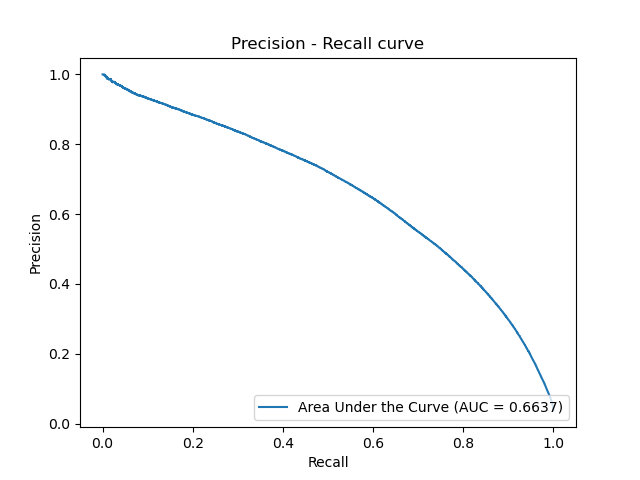 Precision - Recall curve
1.0
0.8
0.6
0.4
0.2
0.0
Precision
Area Under the Curve (AUC = 0.6637)
0.0 0.2 0.4 0.6 0.8 1.0
Recall